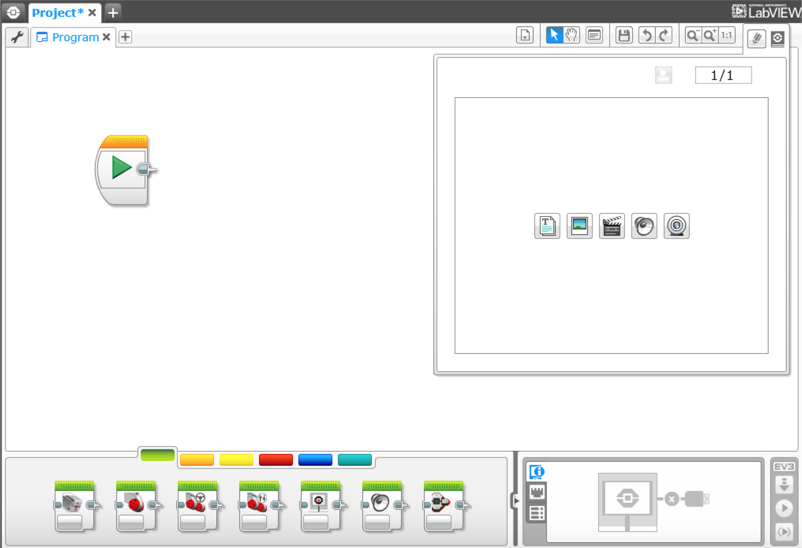 Project*
LabVIEW
Program
1:1
1/1
T
EV3